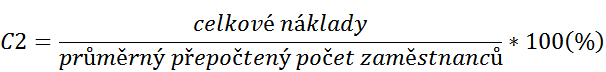 C2 = celkové náklady / průměrný přepočtený počet zaměstnanců * 100(%)